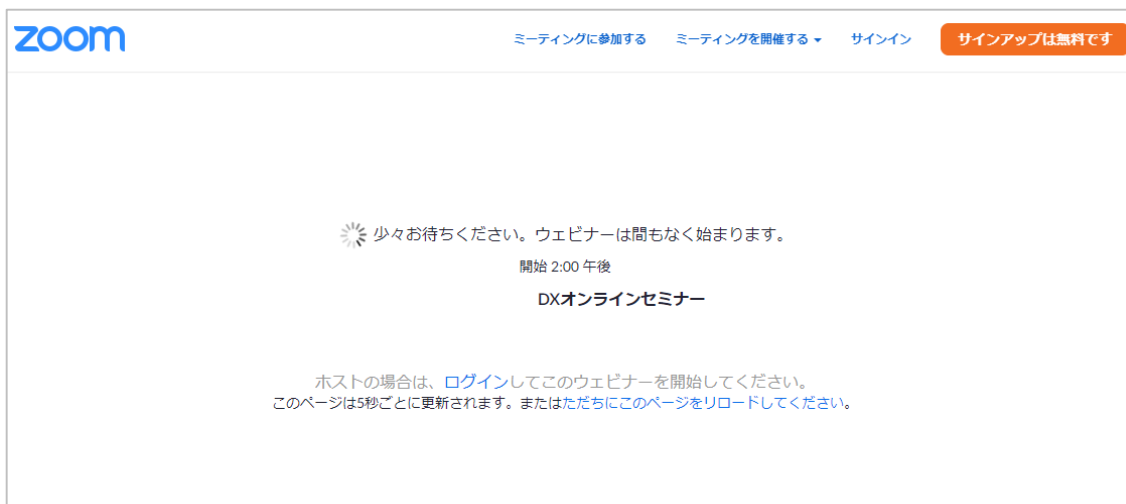 zoom
ミーティングに参加する ミーティングを開催する サインイン サインアップは無料です
少々お待ちください。ウェビナーは間もなく始まります。
開始 2:00 午後
DXオンラインセミナー
ホストの場合は、ログインしてこのウェビナーを開始してください。
このページは5秒ごとに更新されます。またはただちにこのページをリロードしてください。